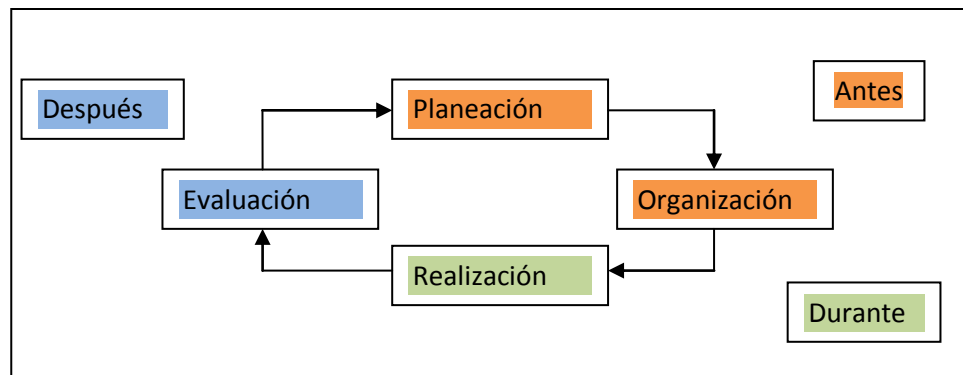 Antes
Después
Planeación
Evaluación
Organización
Realización
Durante